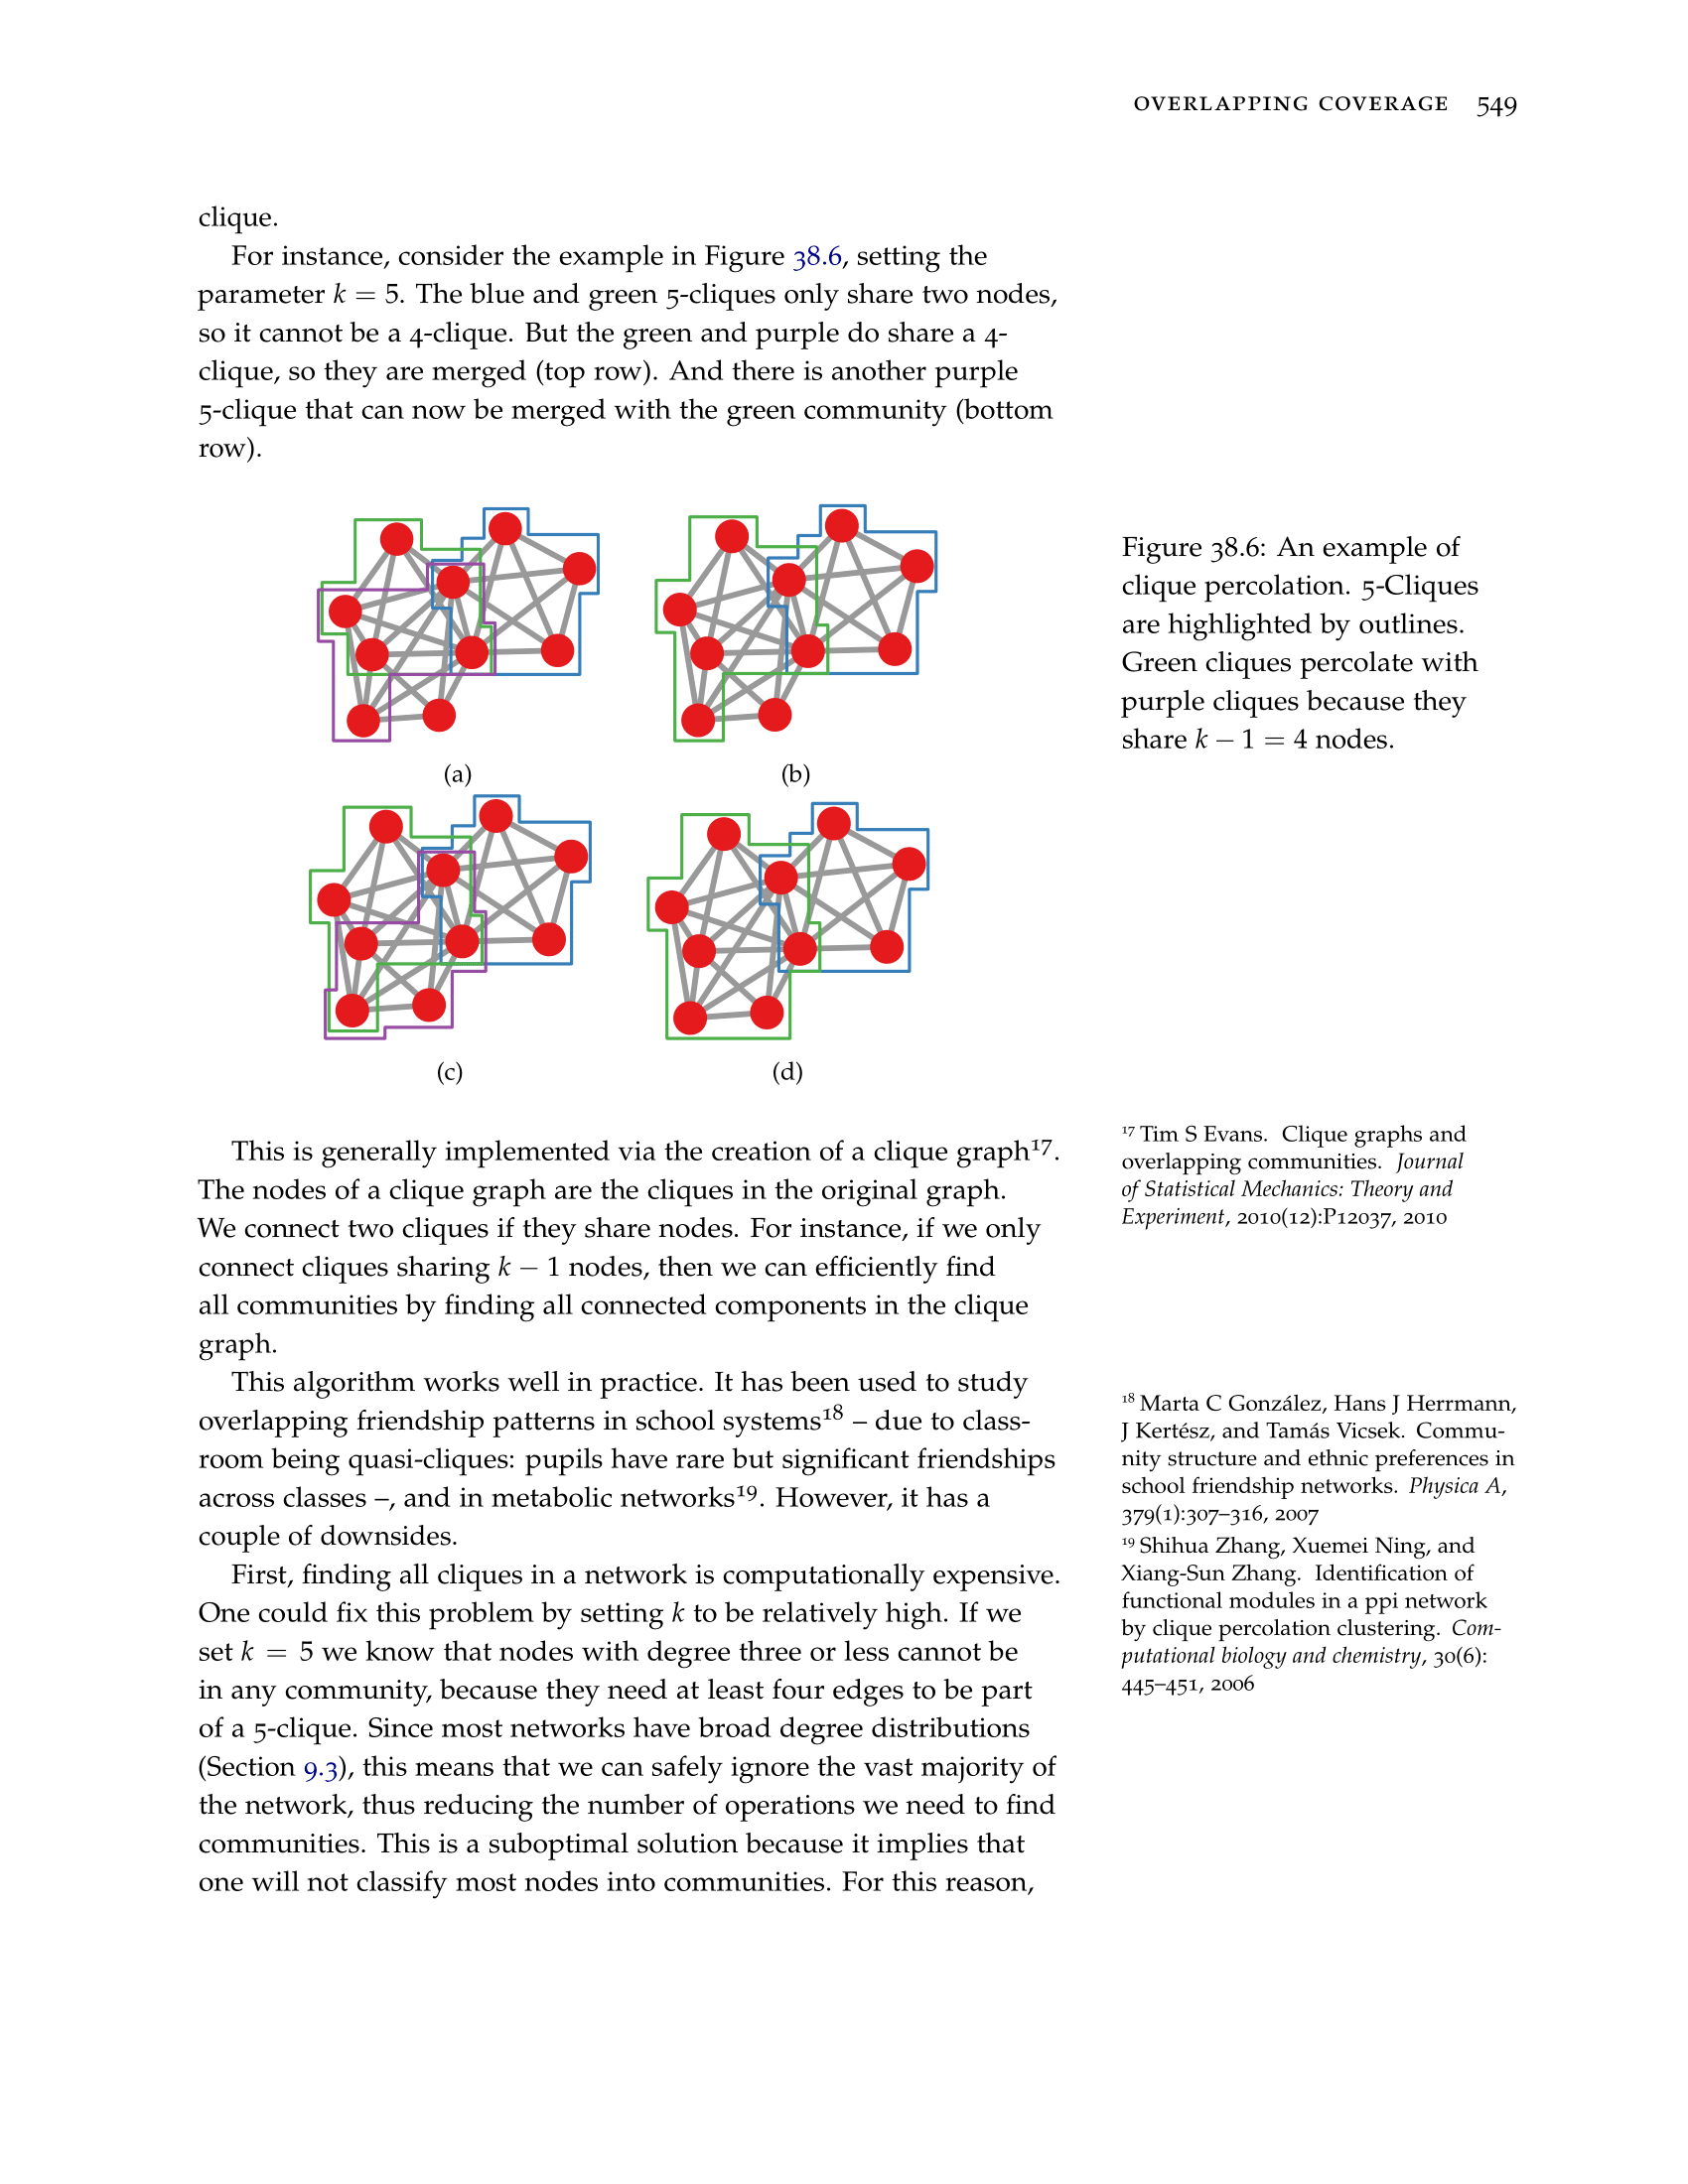 OVERLAPPING COVERAGE 549
clique.
For instance, consider the example in Figure 38.6, setting the
parameter k = 5. The blue and green 5-cliques only share two nodes,
so it cannot be a 4-clique. But the green and purple do share a 4-
clique, so they are merged (top row). And there is another purple
5-clique that can now be merged with the green community (bottom
row).
(a)
(b)
(c)
(d)
Figure 38.6: An example of
clique percolation. 5-Cliques
are highlighted by outlines.
Green cliques percolate with
purple cliques because they
share k − 1 = 4 nodes.
This is generally implemented via the creation of a clique graph¹⁷.
The nodes of a clique graph are the cliques in the original graph.
We connect two cliques if they share nodes. For instance, if we only
connect cliques sharing k − 1 nodes, then we can efficiently find
all communities by finding all connected components in the clique
graph.
¹⁷ Tim S Evans. Clique graphs and
overlapping communities. Journal
of Statistical Mechanics: Theory and
Experiment, 2010(12):P12037, 2010
This algorithm works well in practice. It has been used to study
overlapping friendship patterns in school systems¹⁸ – due to class-
room being quasi-cliques: pupils have rare but significant friendships
across classes –, and in metabolic networks¹⁹. However, it has a
couple of downsides.
¹⁸ Marta C González, Hans J Herrmann,
J Kertész, and Tamás Vicsek. Commu-
nity structure and ethnic preferences in
school friendship networks. Physica A,
379(1):307–316, 2007
¹⁹ Shihua Zhang, Xuemei Ning, and
Xiang-Sun Zhang. Identification of
functional modules in a ppi network
by clique percolation clustering. Com-
putational biology and chemistry, 30(6):
445–451, 2006
First, finding all cliques in a network is computationally expensive.
One could fix this problem by setting k to be relatively high. If we
set k = 5 we know that nodes with degree three or less cannot be
in any community, because they need at least four edges to be part
of a 5-clique. Since most networks have broad degree distributions
(Section 9.3), this means that we can safely ignore the vast majority of
the network, thus reducing the number of operations we need to find
communities. This is a suboptimal solution because it implies that
one will not classify most nodes into communities. For this reason,